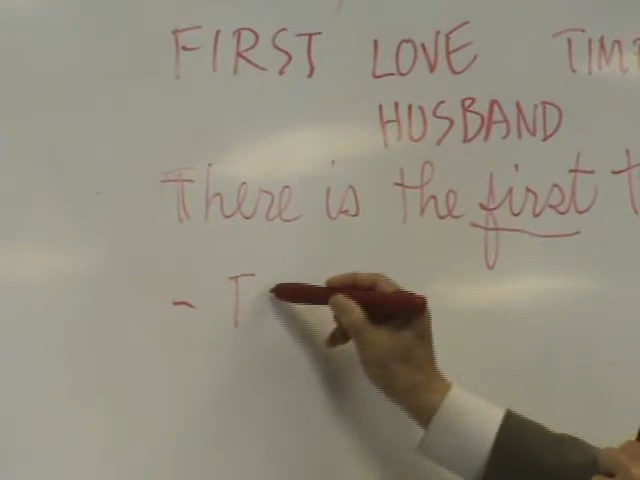 FIRST LOVE TIM
HUSBAND
There is the first t
- T